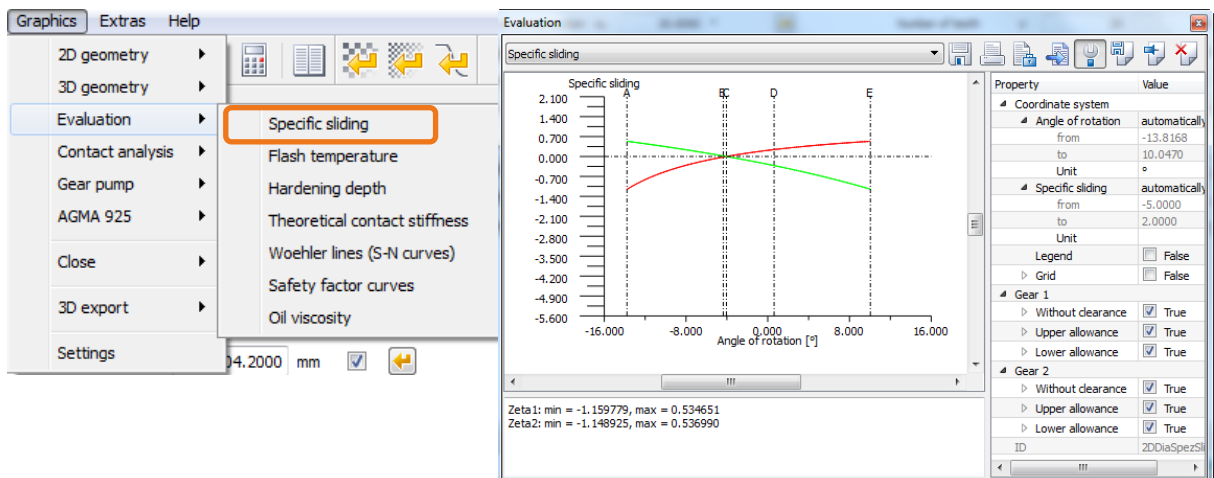 Graphics Extras Help
2D geometry
3D geometry
Evaluation
Contact analysis
Gear pump
AGMA 925
Close
3D export
Settings
Specific sliding
Flash temperature
Hardening depth
Theoretical contact stiffness
Woehler lines (S-N curves)
Safety factor curves
Oil viscosity
04.2000 mm
Evaluation
Specific sliding
Specific sliding
A B C D E
2.100
1.400
0.700
0.000
-0.700
-1.400
-2.100
-2.800
-3.500
-4.200
-4.900
-5.600
-16.000 -8.000 0.000 8.000 16.000
Angle of rotation [°]
Zeta1: min = -1.159779, max = 0.534651
Zeta2: min = -1.148925, max = 0.536990
Property Value
Coordinate system
Angle of rotation automatically
from -13.8168
to 10.0470
Unit °
Specific sliding automatically
from -5.0000
to 2.0000
Unit
Legend False
Grid False
Gear 1
Without clearance True
Upper allowance True
Lower allowance True
Gear 2
Without clearance True
Upper allowance True
Lower allowance True
ID 2DDiaSpezSli